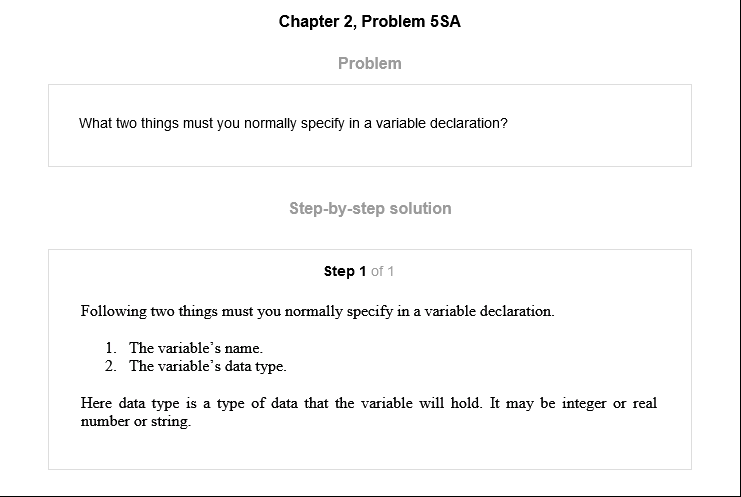 Chapter 2, Problem 5SA
Problem
What two things must you normally specify in a variable declaration?
Step-by-step solution
Step 1 of 1
Following two things must you normally specify in a variable declaration.
1. The variable's name.
2. The variable's data type.
Here data type is a type of data that the variable will hold. It may be integer or real
number or string.